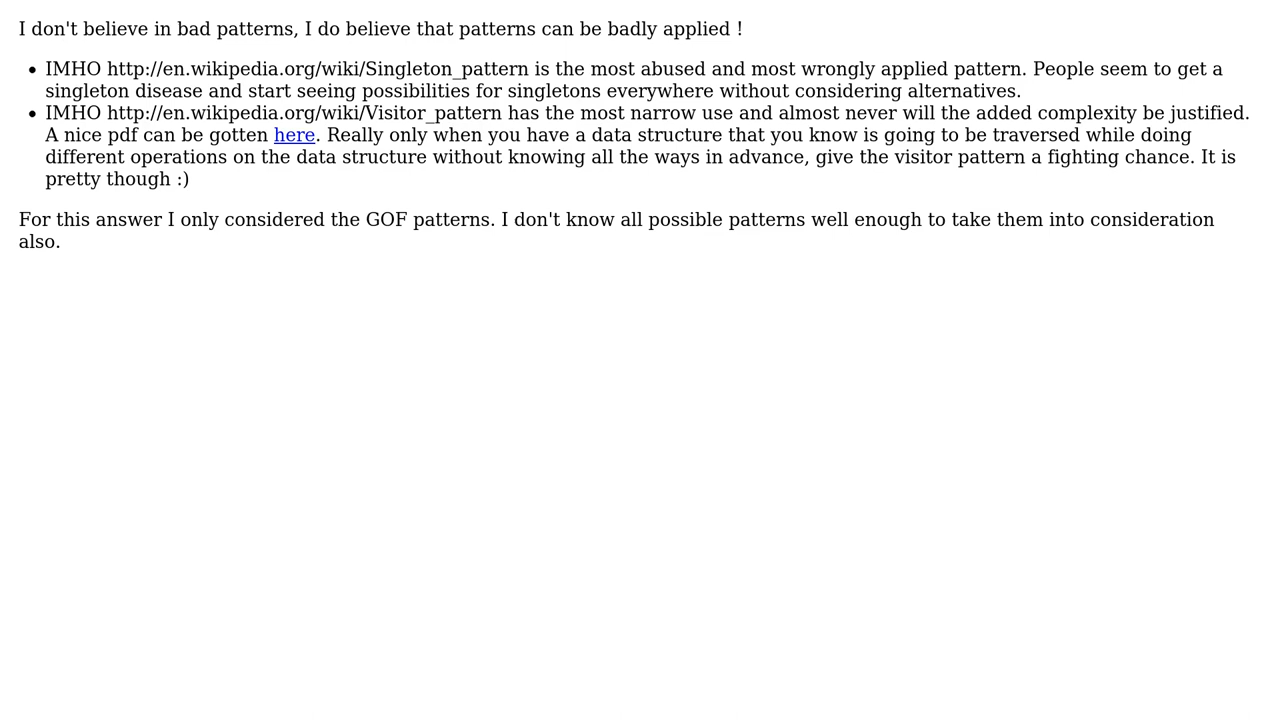 I don't believe in bad patterns, I do believe that patterns can be badly applied !
• IMHO http://en.wikipedia.org/wiki/Singleton_pattern is the most abused and most wrongly applied pattern. People seem to get a
singleton disease and start seeing possibilities for singletons everywhere without considering alternatives.
• IMHO http://en.wikipedia.org/wiki/Visitor_pattern has the most narrow use and almost never will the added complexity be justified.
A nice pdf can be gotten here. Really only when you have a data structure that you know is going to be traversed while doing
different operations on the data structure without knowing all the ways in advance, give the visitor pattern a fighting chance. It is
pretty though :)
For this answer I only considered the GOF patterns. I don't know all possible patterns well enough to take them into consideration
also.